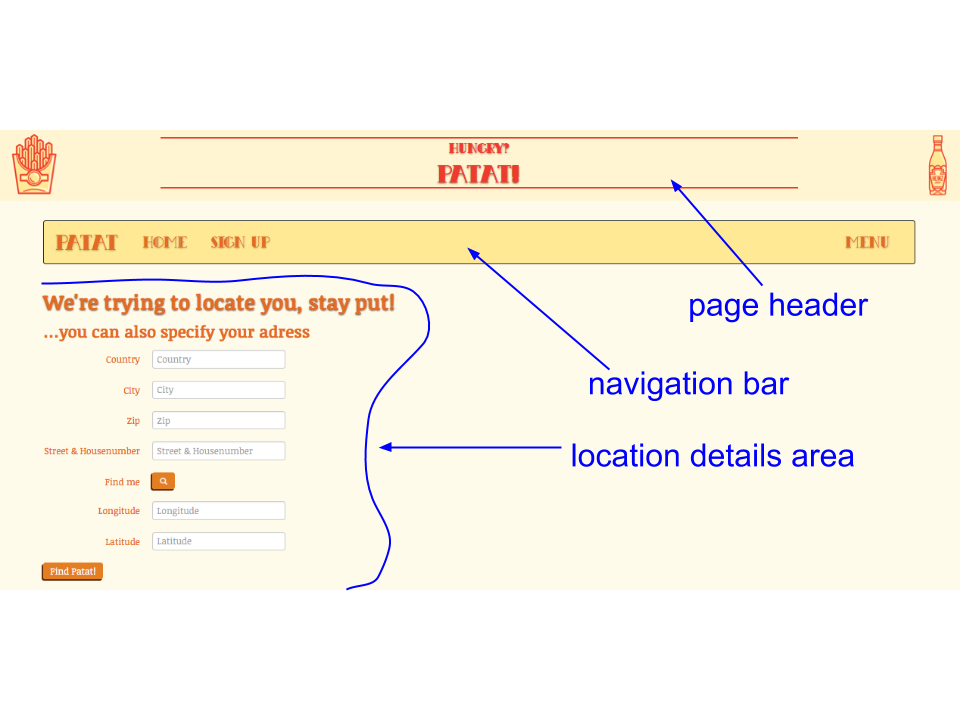 HUNGRY?
PATAT!
PATAT HOME SIGN UP MENU
We're trying to locate you, stay put!
...you can also specify your adress
Country Country
City City
Zip Zip
Street & Housenumber Street & Housenumber
Find me
Longitude Longitude
Latitude Latitude
Find Patat!
page header
navigation bar
location details area